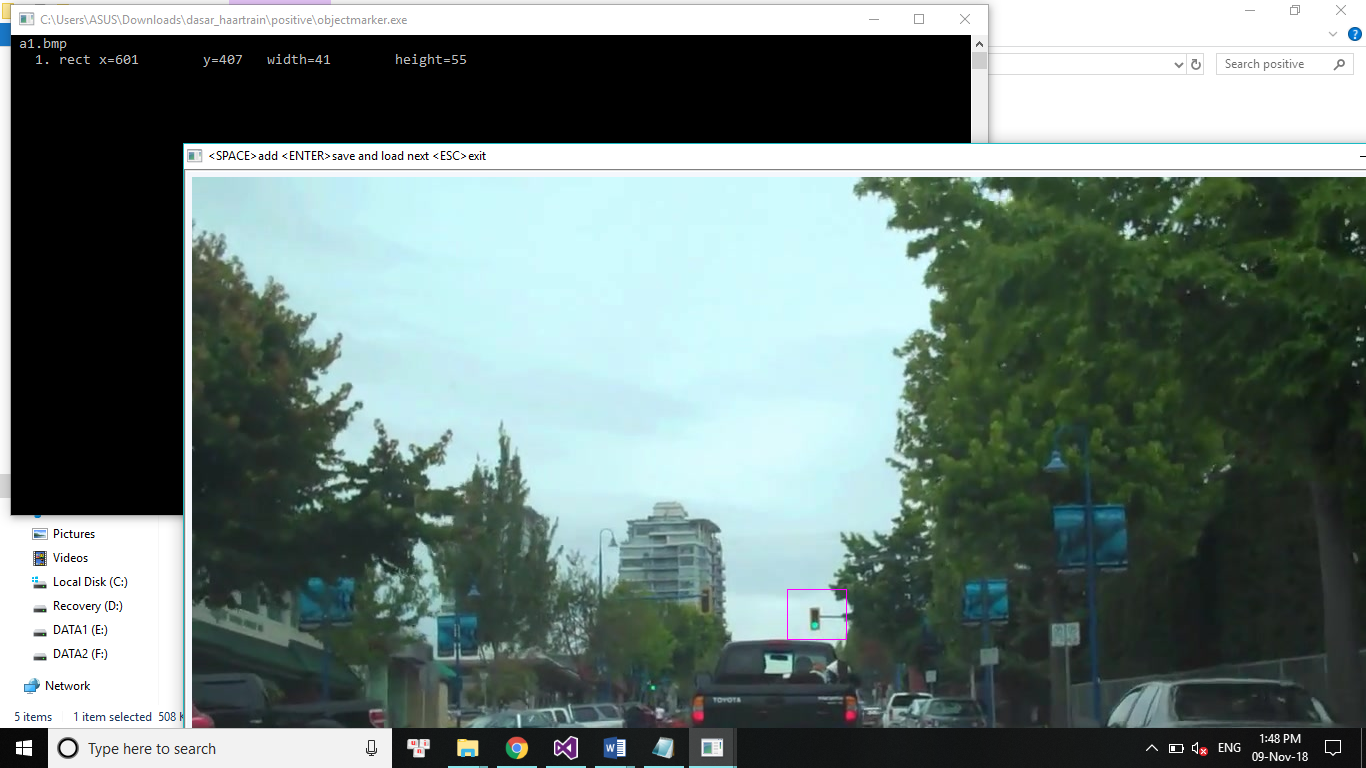 C:\Users\ASUS\Downloads\dasar_haartrain\positive\objectmarker.exe
a1.bmp
1. rect x=601 y=407 width=41 height=55
Search positive
<SPACE>add <ENTER>save and load next <ESC>exit
TOYOTA
Pictures
Videos
Local Disk (C:)
Recovery (D:)
DATA1 (E:)
DATA2 (F:)
Network
5 items 1 item selected 508 K
Type here to search
ENG
1:48 PM
09-Nov-18